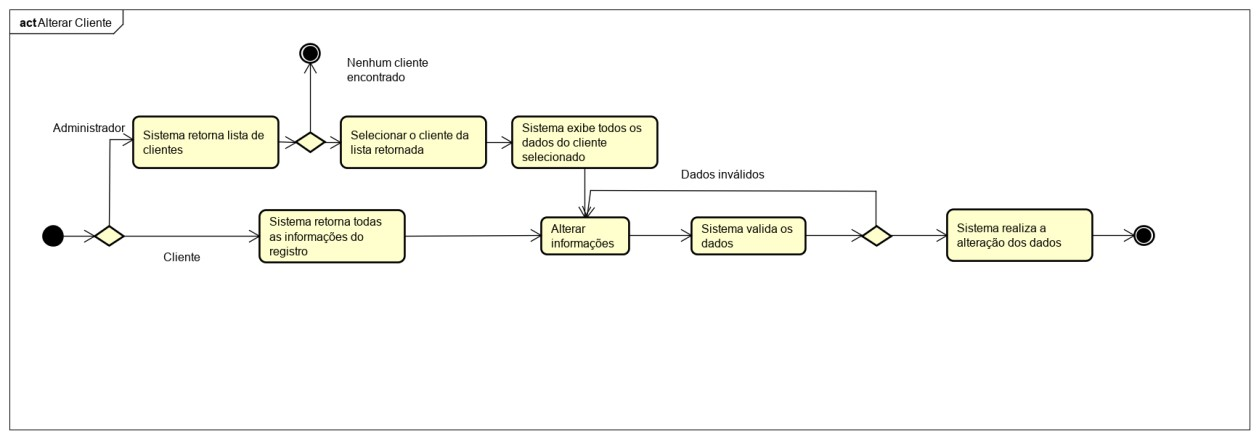 act Alterar Cliente
Nenhum cliente
encontrado
Administrador
Sistema retorna lista de
clientes
Selecionar o cliente da
lista retornada
Sistema exibe todos os
dados do cliente
selecionado
Dados inválidos
Sistema retorna todas
as informações do
registro
Cliente
Alterar
informações
Sistema valida os
dados
Sistema realiza a
alteração dos dados